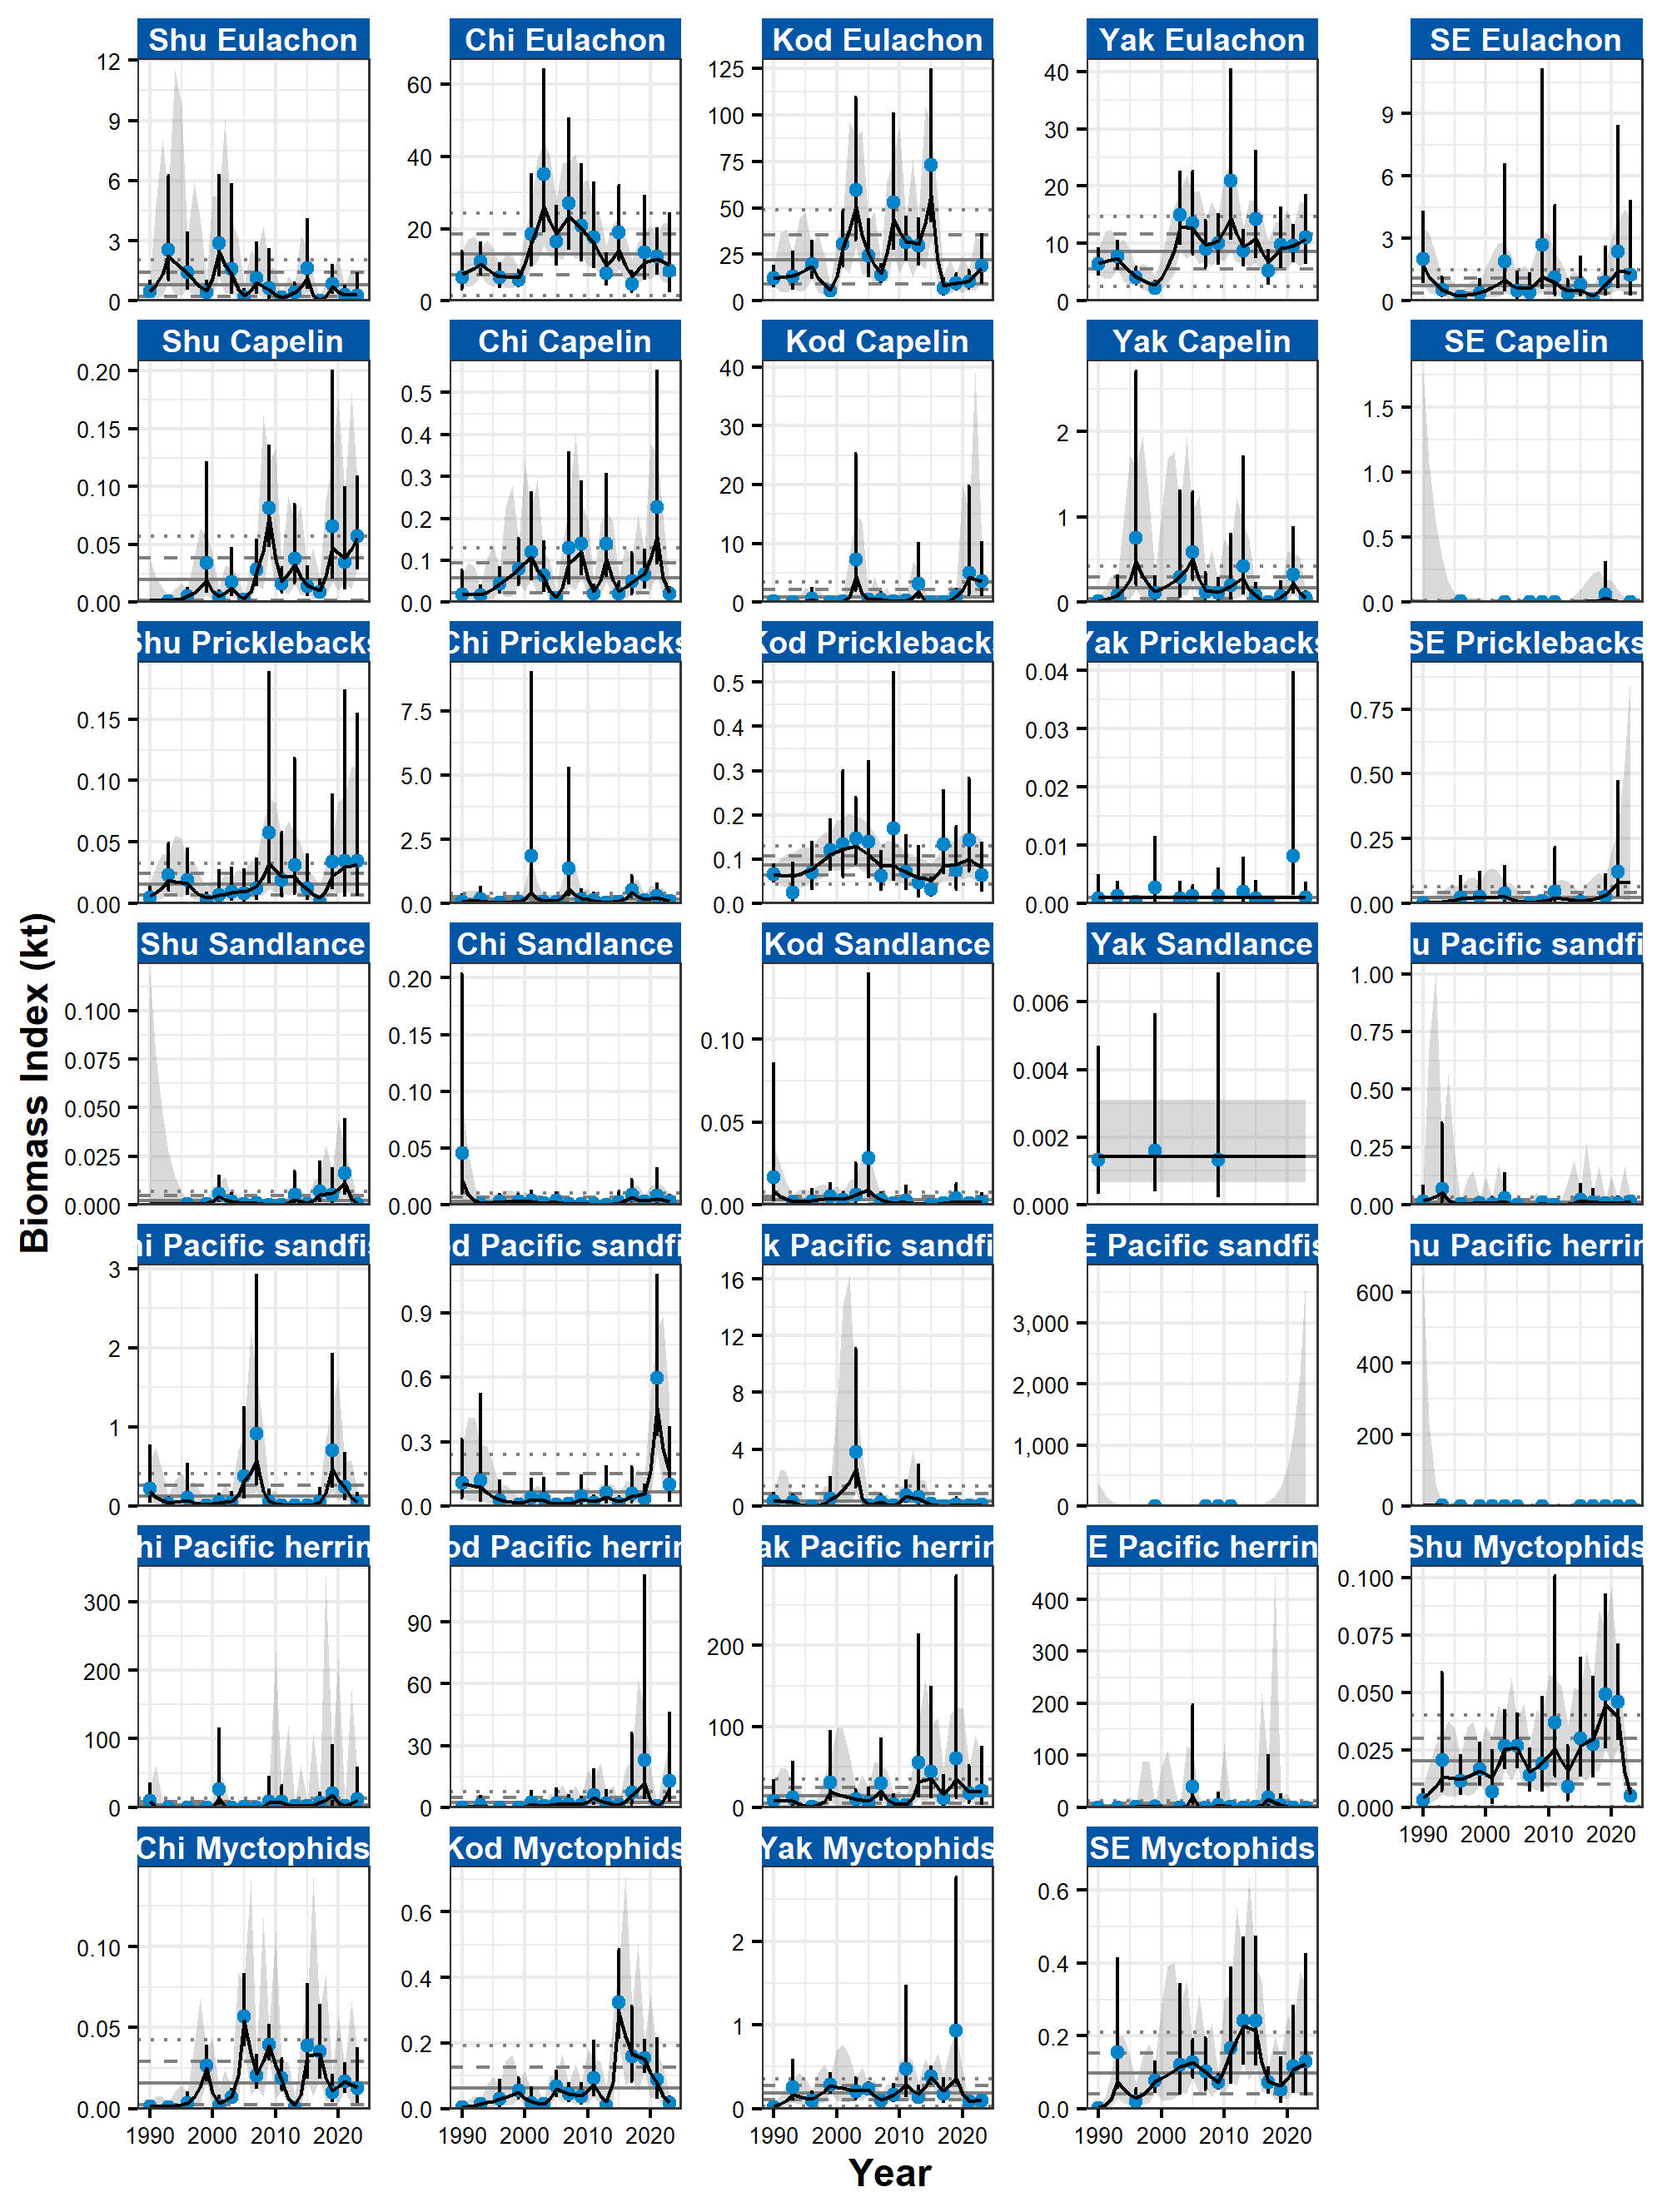 Shu Eulachon Chi Eulachon Kod Eulachon Yak Eulachon SE Eulachon
12 9 6 3 0
60 40 20 0
125 100 75 50 25 0
40 30 20 10 0
9 6 3 0
Shu Capelin Chi Capelin Kod Capelin Yak Capelin SE Capelin
0.20 0.15 0.10 0.05 0.00
0.5 0.4 0.3 0.2 0.1 0.0
40 30 20 10 0
2 1 0
1.5 1.0 0.5 0.0
Shu Pricklebacks Chi Pricklebacks Kod Pricklebacks Yak Pricklebacks SE Pricklebacks
0.15 0.10 0.05 0.00
7.5 5.0 2.5 0.0
0.5 0.4 0.3 0.2 0.1 0.0
0.04 0.03 0.02 0.01 0.00
0.75 0.50 0.25 0.00
Shu Sandlance Chi Sandlance Kod Sandlance Yak Sandlance u Pacific sandfi
0.100 0.075 0.050 0.025 0.000
0.20 0.15 0.10 0.05 0.00
0.10 0.05 0.00
0.006 0.004 0.002 0.000
1.00 0.75 0.50 0.25 0.00
hi Pacific sandfis d Pacific sandfi k Pacific sandfi E Pacific sandfis hu Pacific herrin
3 2 1 0
0.9 0.6 0.3 0.0
16 12 8 4 0
3,000 2,000 1,000 0
600 400 200 0
hi Pacific herrin od Pacific herrin ak Pacific herrin E Pacific herrin Shu Myctophids
300 200 100 0
90 60 30 0
200 100 0
400 300 200 100 0
0.100 0.075 0.050 0.025 0.000
1990 2000 2010 2020
Chi Myctophids Kod Myctophids Yak Myctophids SE Myctophids
0.10 0.05 0.00
0.6 0.4 0.2 0.0
2 1 0
0.6 0.4 0.2 0.0
1990 2000 2010 2020 1990 2000 2010 2020 1990 2000 2010 2020 1990 2000 2010 2020
Year
Biomass Index (kt)